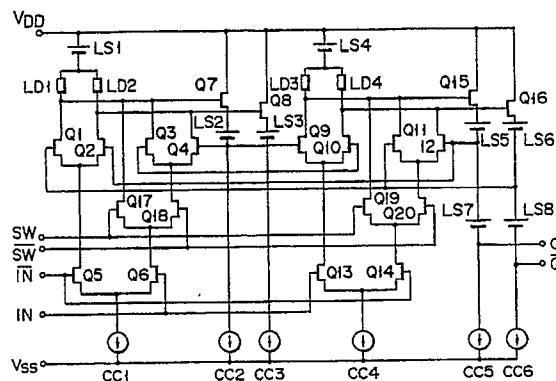 VDD
LS1 LS4
LD1 LD2 Q7 Q8 LD3 LD4 Q15 Q16
Q1 Q2 Q3 Q4 LS2 LS3 Q9 Q10 Q11 12 LS5 LS6
Q17 Q18 Q19 Q20 LS7 LS8
SW
SW
IN Q5 Q6 Q13 Q14
IN
VSS
CC1 CC2 CC3 CC4 CC5 CC6